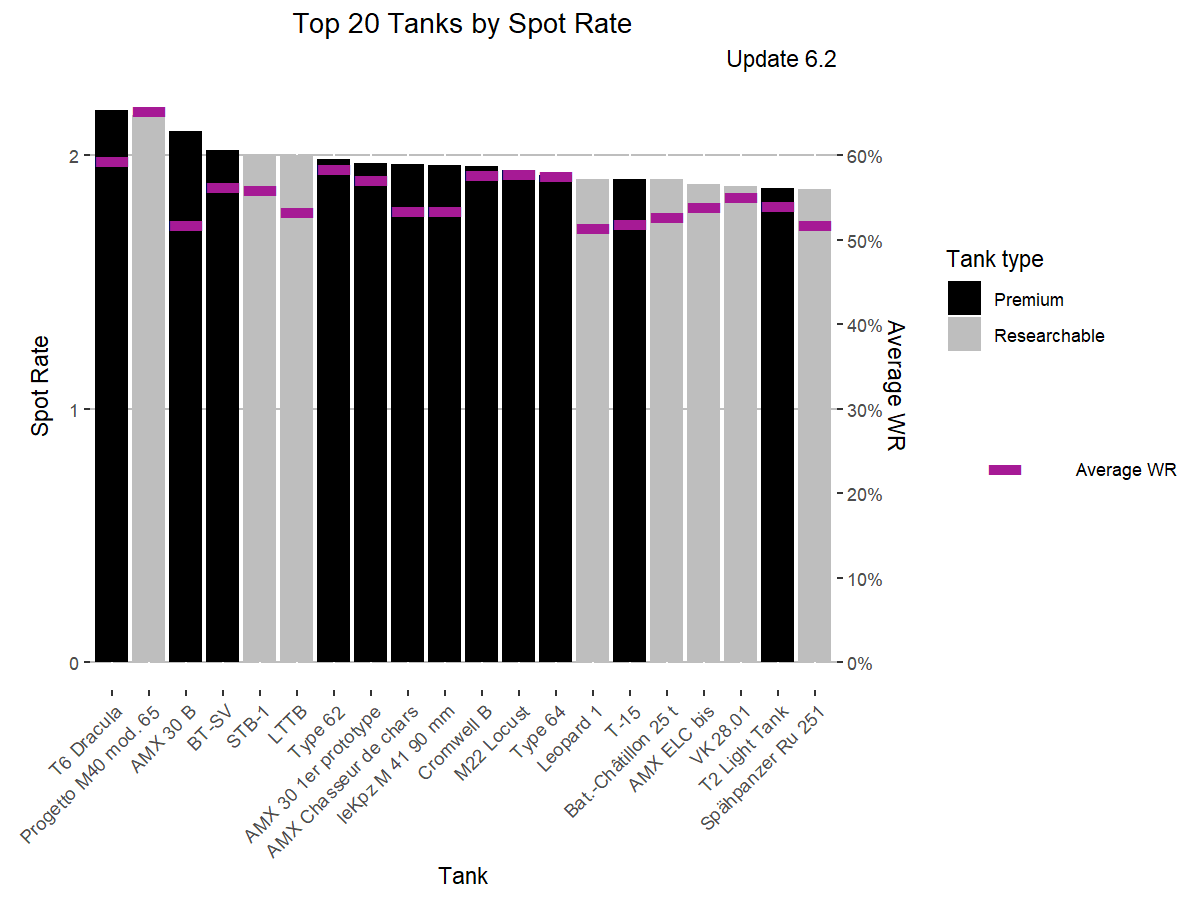 Top 20 Tanks by Spot Rate
Update 6.2
Spot Rate
2
1
0
60%
50%
40%
30%
20%
10%
0%
Average WR
T6 Dracula
Progetto M40 mod. 65
AMX 30 B
BT-SV
STB-1
LTTB
Type 62
AMX 30 1er prototype
AMX Chasseur de chars
leKpz M 41 90 mm
Cromwell B
M22 Locust
Type 64
Leopard 1
T-15
Bat.-Châtillon 25 t
AMX ELC bis
VK 28.01
T2 Light Tank
Spähpanzer Ru 251
Tank
Tank type
Premium
Researchable
Average WR